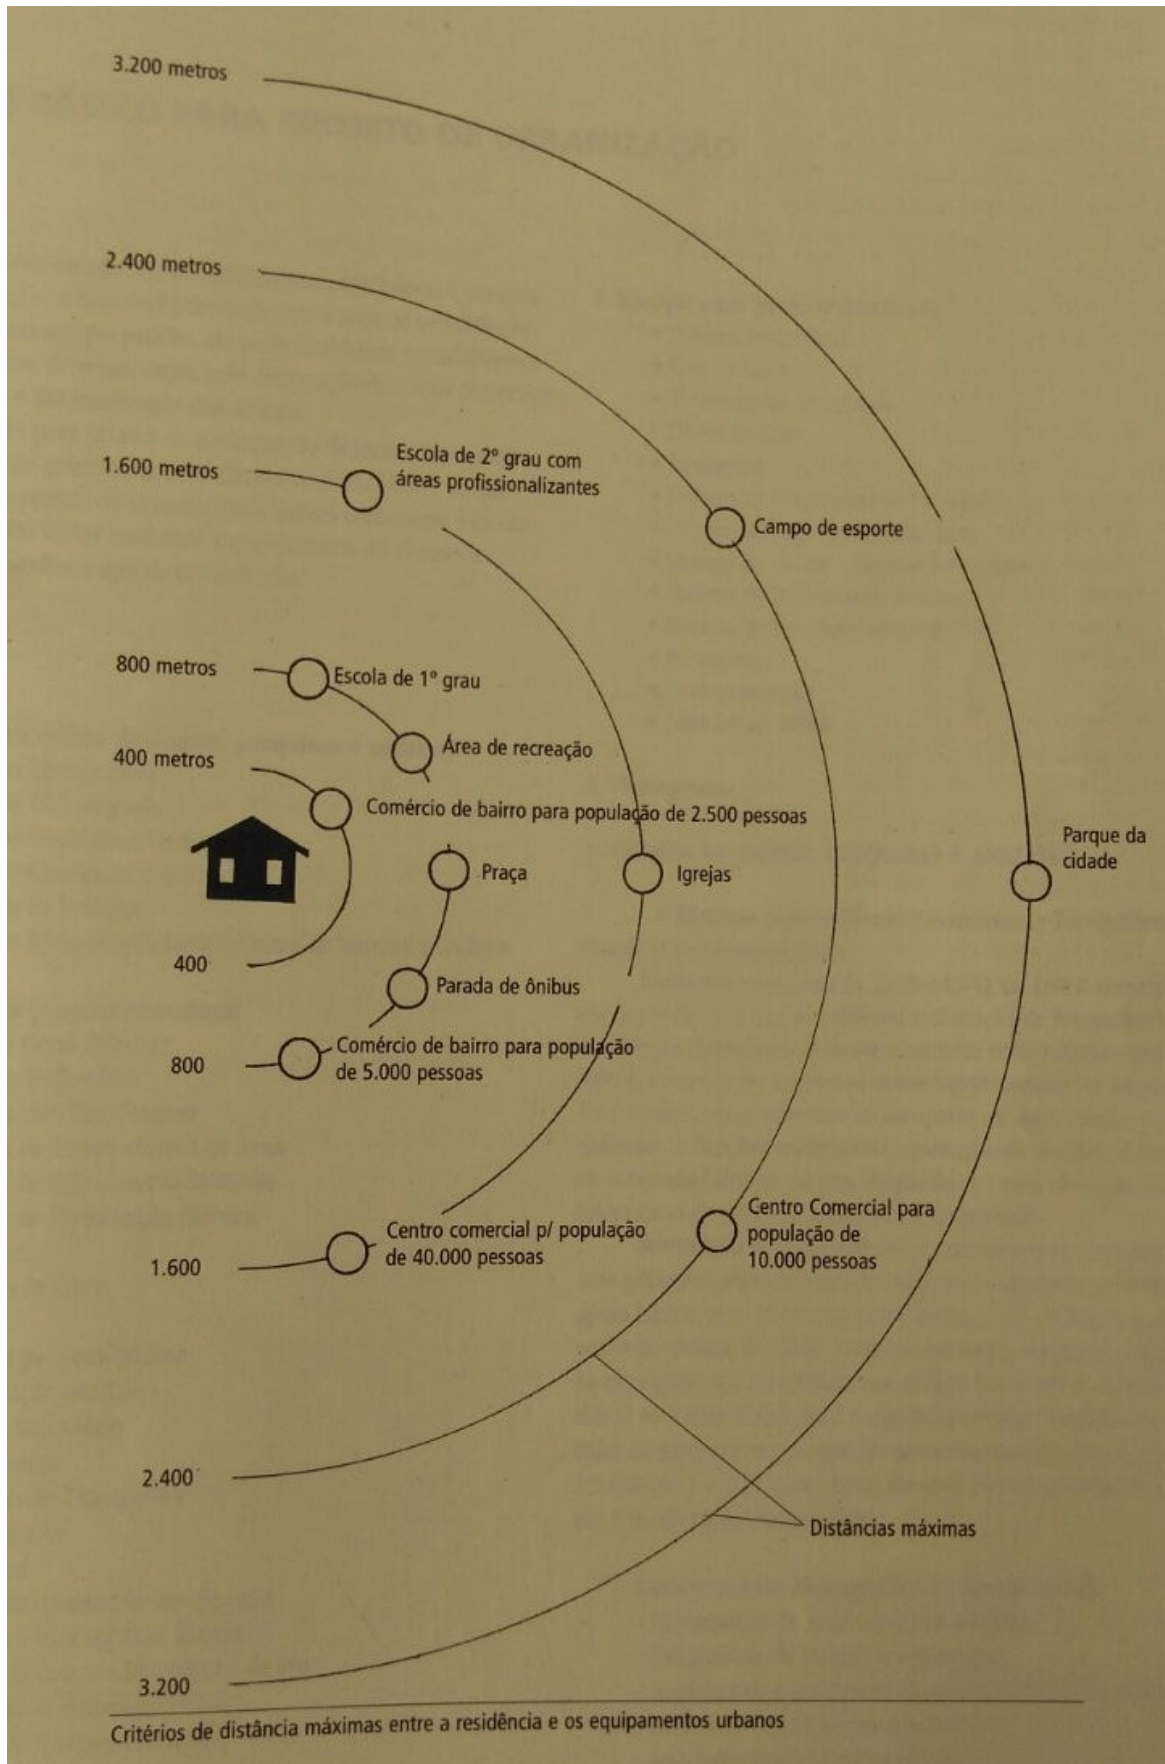 3.200 metros
2.400 metros
1.600 metros
Escola de 2º grau com
áreas profissionalizantes
Campo de esporte
800 metros
Escola de 1º grau
Área de recreação
400 metros
Comércio de bairro para população de 2.500 pessoas
Parque da
cidade
Praça
Igrejas
400
Parada de ônibus
800
Comércio de bairro para população
de 5.000 pessoas
Centro comercial p/ população
de 40.000 pessoas
1.600
Centro Comercial para
população de
10.000 pessoas
2.400
Distâncias máximas
3.200
Critérios de distância máximas entre a residência e os equipamentos urbanos